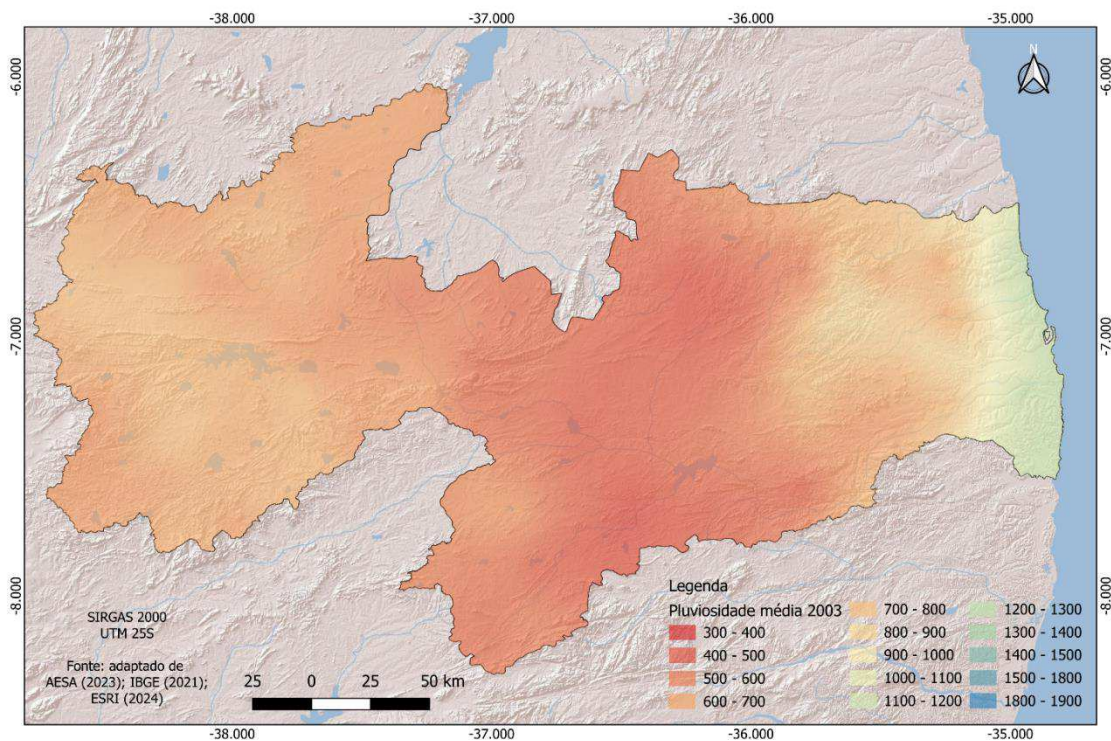 -38.000 -37.000 -36.000 -35.000
N
-6.000 -6.000
-7.000 -7.000
-8.000 -8.000
SIRGAS 2000
UTM 25S
Fonte: adaptado de
AESA (2023); IBGE (2021);
ESRI (2024)
25 0 25 50 km
Legenda
Pluviosidade média 2003
300 - 400
400 - 500
500 - 600
600 - 700
700 - 800
800 - 900
900 - 1000
1000 - 1100
1100 - 1200
1200 - 1300
1300 - 1400
1400 - 1500
1500 - 1800
1800 - 1900
-38.000 -37.000 -36.000 -35.000